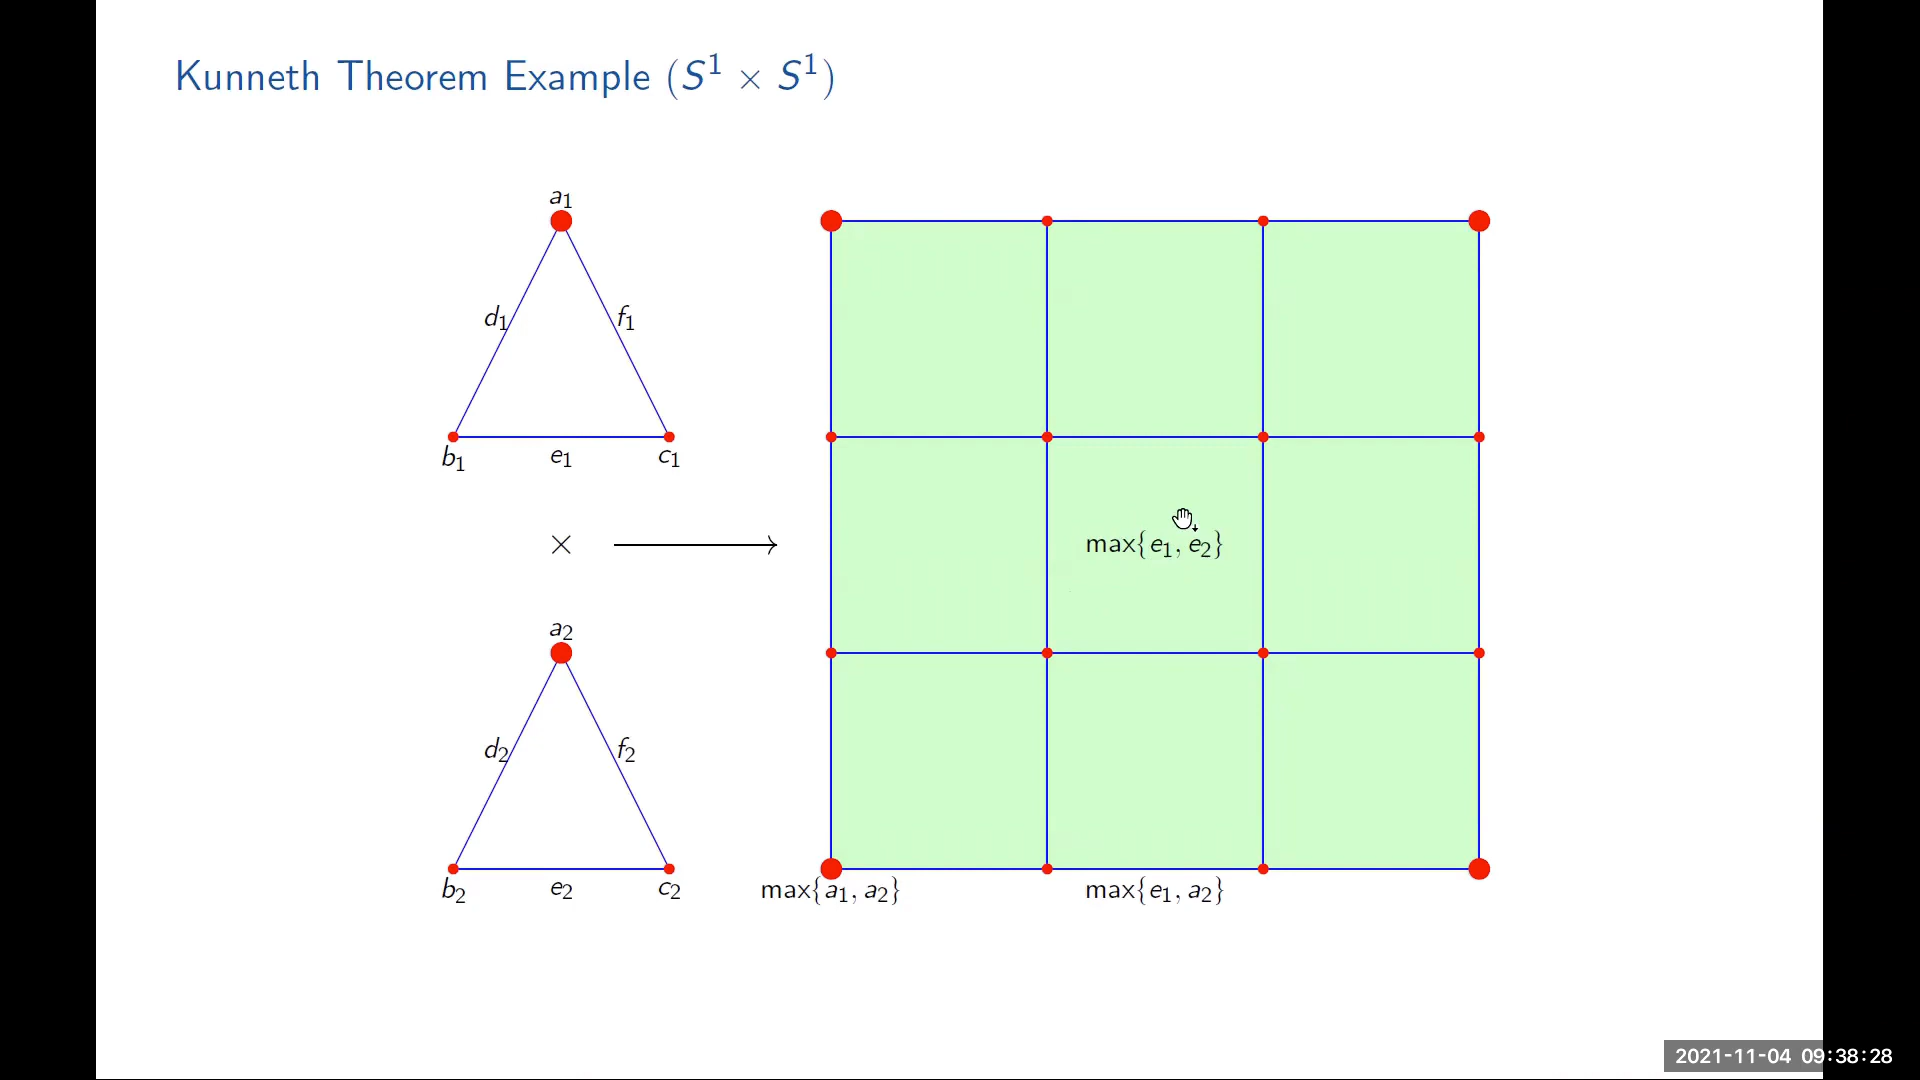 Kunneth Theorem Example (S¹ × S¹)
a₁
d₁
f₁
b₁
e₁
c₁
×
max{e₁, e₂}
a₂
d₂
f₂
b₂
e₂
c₂
max{a₁, a₂}
max{e₁, a₂}
2021-11-04 09:38:28